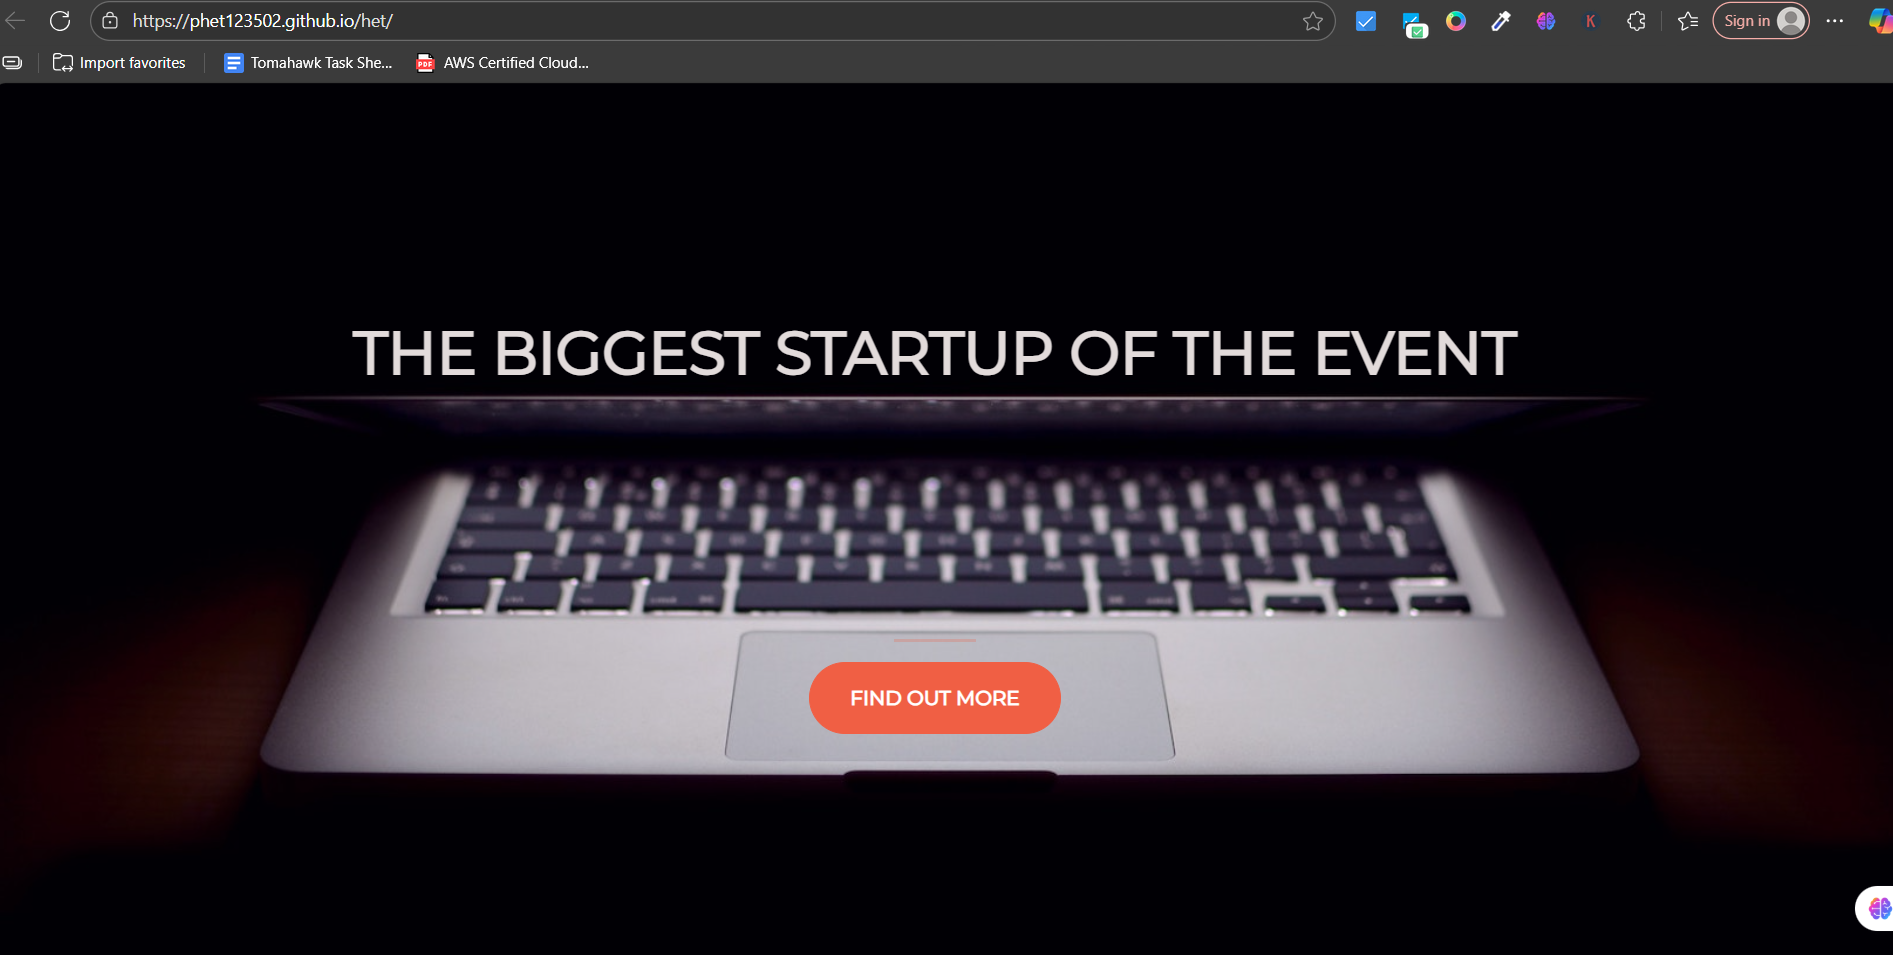 https://phet123502.github.io/het/
Sign in
Import favorites
Tomahawk Task She...
PDF
AWS Certified Cloud...
THE BIGGEST STARTUP OF THE EVENT
FIND OUT MORE